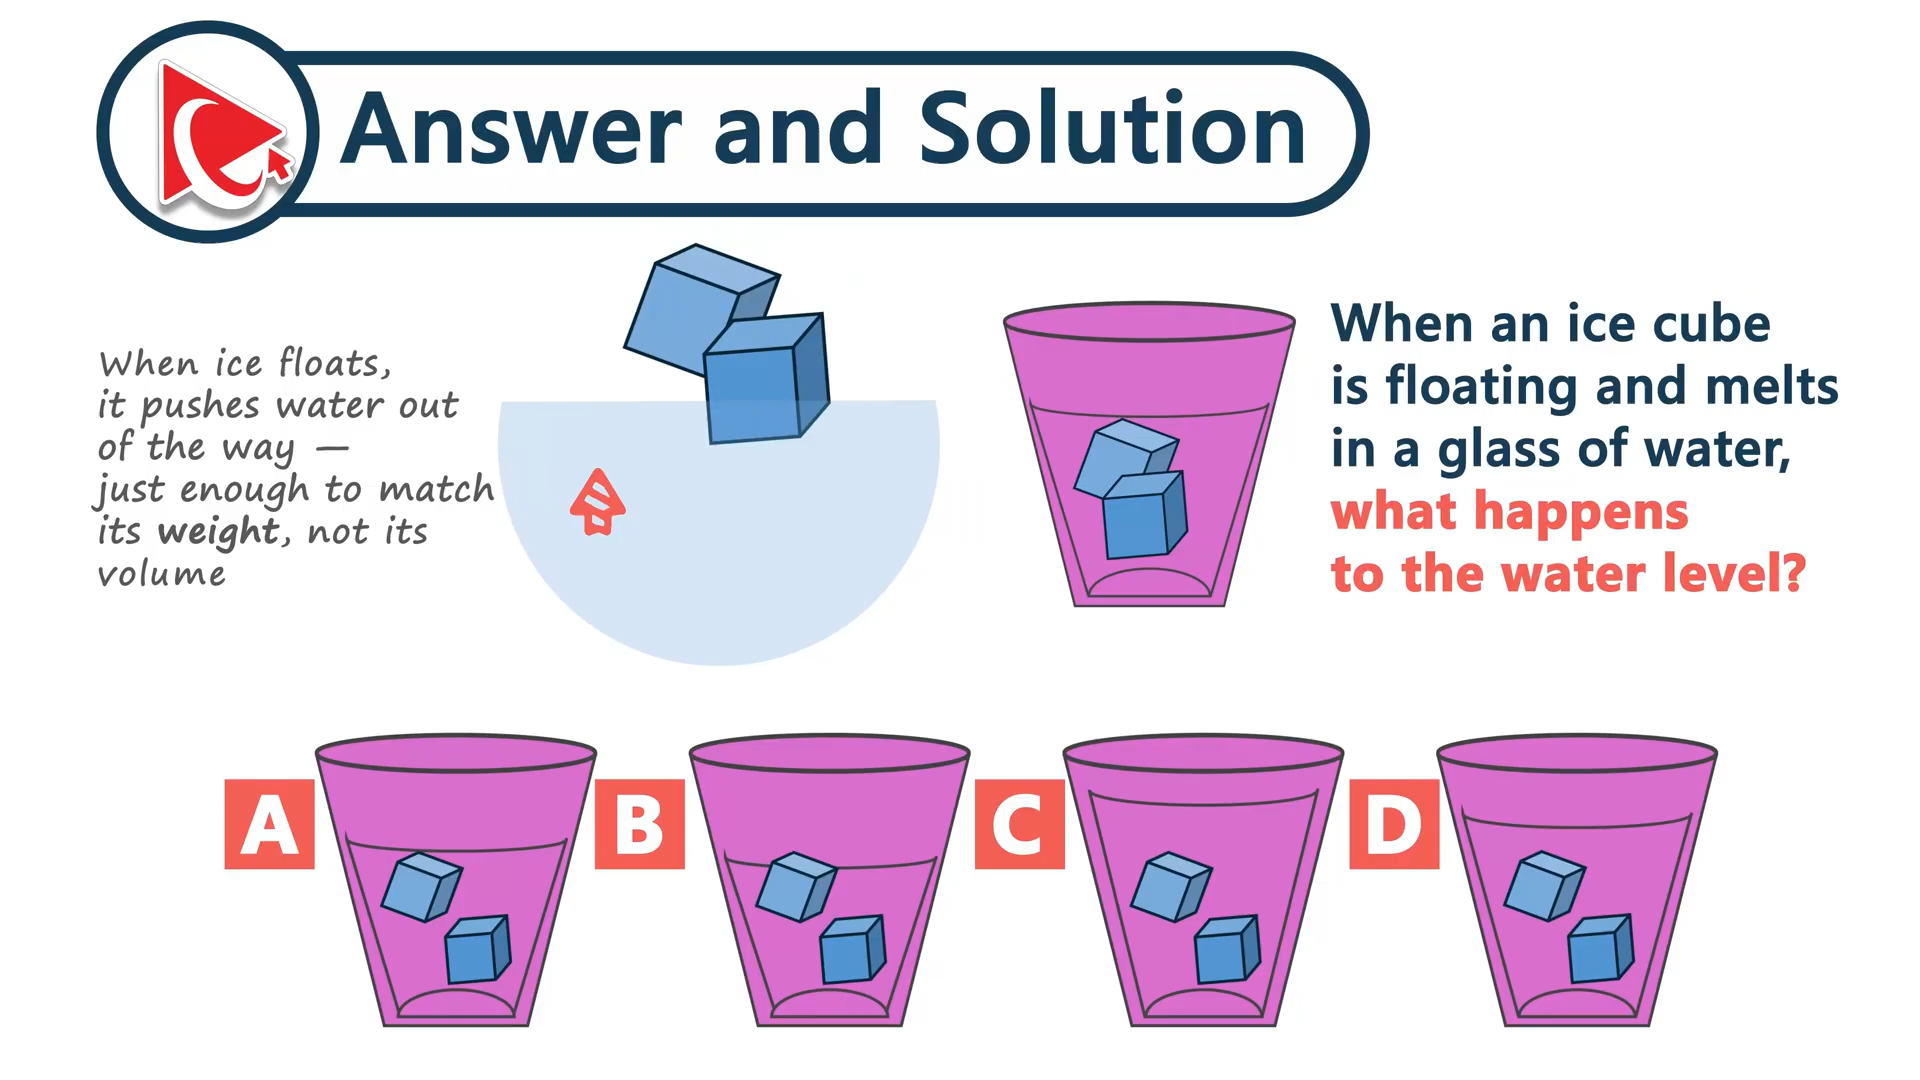 Answer and Solution
When ice floats,
it pushes water out
of the way —
just enough to match
its weight, not its
volume
When an ice cube
is floating and melts
in a glass of water,
what happens
to the water level?
A
B
C
D